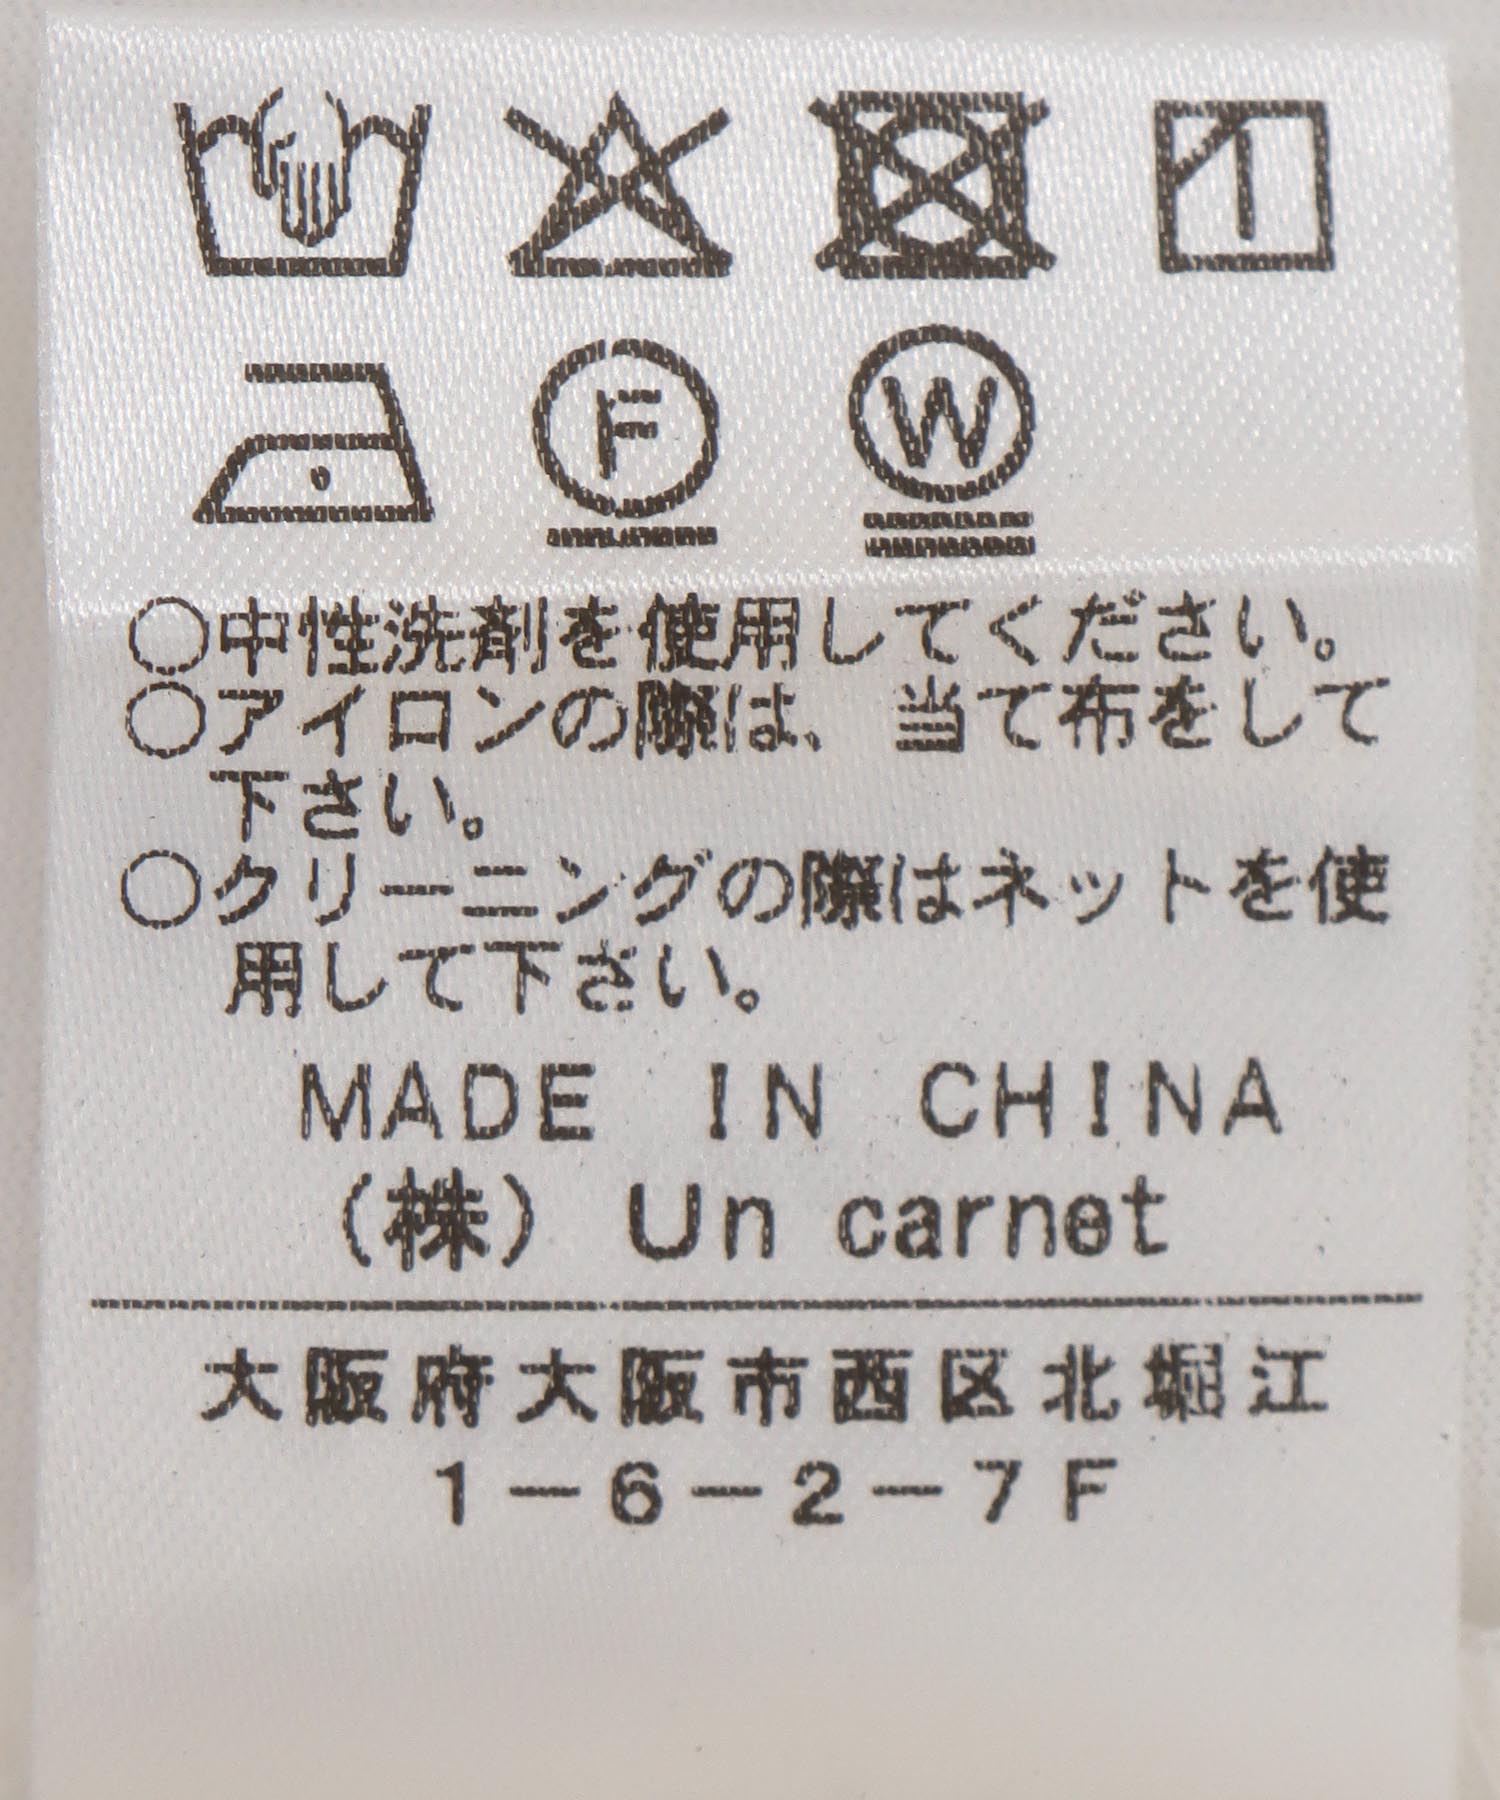 F W
○中性洗剤を使用してください。
○アイロンの際は、当て布をして
下さい。
○クリーニングの際はネットを使
用して下さい。
MADE IN CHINA
(株) Un carnet
大阪府大阪市西区北堀江
1-6-2-7F